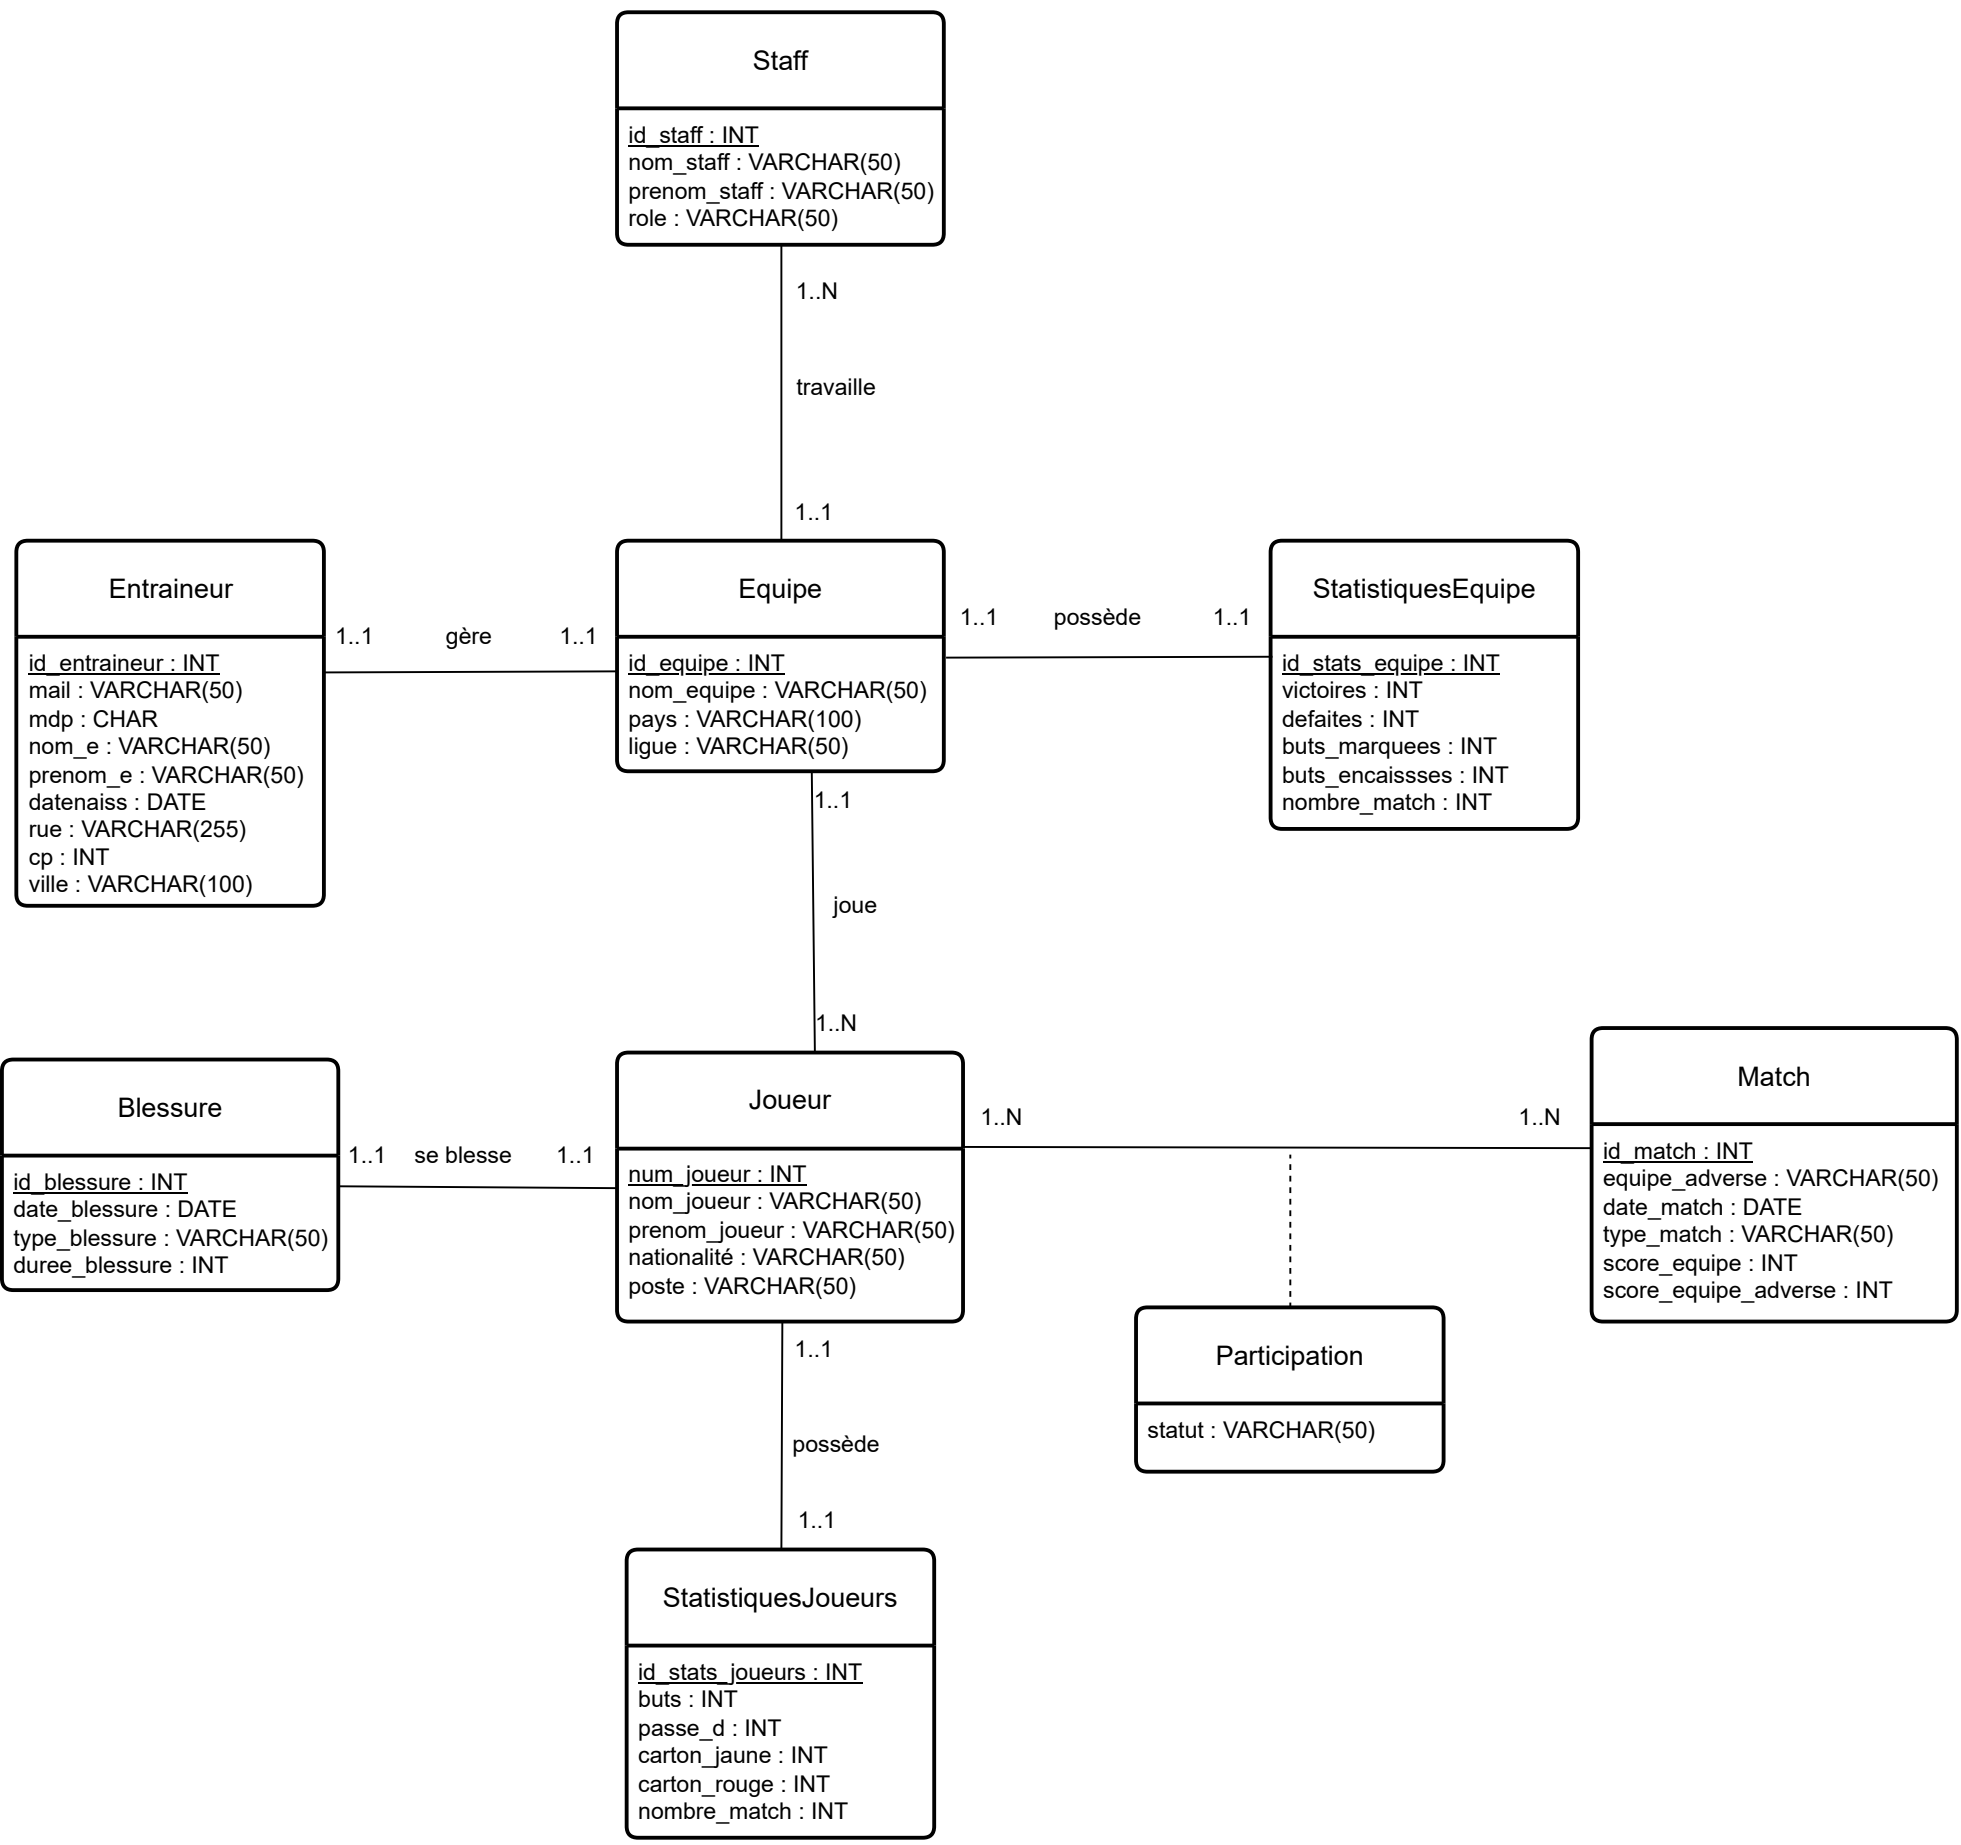 Staff
id_staff : INT
nom_staff : VARCHAR(50)
prenom_staff : VARCHAR(50)
role : VARCHAR(50)
1..N
travaille
1..1
Entraineur
id_entraineur : INT
mail : VARCHAR(50)
mdp : CHAR
nom_e : VARCHAR(50)
prenom_e : VARCHAR(50)
datenaiss : DATE
rue : VARCHAR(255)
cp : INT
ville : VARCHAR(100)
1..1 gère 1..1
Equipe
id_equipe : INT
nom_equipe : VARCHAR(50)
pays : VARCHAR(100)
ligue : VARCHAR(50)
1..1 possède 1..1
StatistiquesEquipe
id_stats_equipe : INT
victoires : INT
defaites : INT
buts_marquees : INT
buts_encaissses : INT
nombre_match : INT
1..1
joue
1..N
Blessure
id_blessure : INT
date_blessure : DATE
type_blessure : VARCHAR(50)
duree_blessure : INT
1..1 se blesse 1..1
Joueur
num_joueur : INT
nom_joueur : VARCHAR(50)
prenom_joueur : VARCHAR(50)
nationalité : VARCHAR(50)
poste : VARCHAR(50)
1..N 1..N
Match
id_match : INT
equipe_adverse : VARCHAR(50)
date_match : DATE
type_match : VARCHAR(50)
score_equipe : INT
score_equipe_adverse : INT
Participation
statut : VARCHAR(50)
1..1
possède
1..1
StatistiquesJoueurs
id_stats_joueurs : INT
buts : INT
passe_d : INT
carton_jaune : INT
carton_rouge : INT
nombre_match : INT